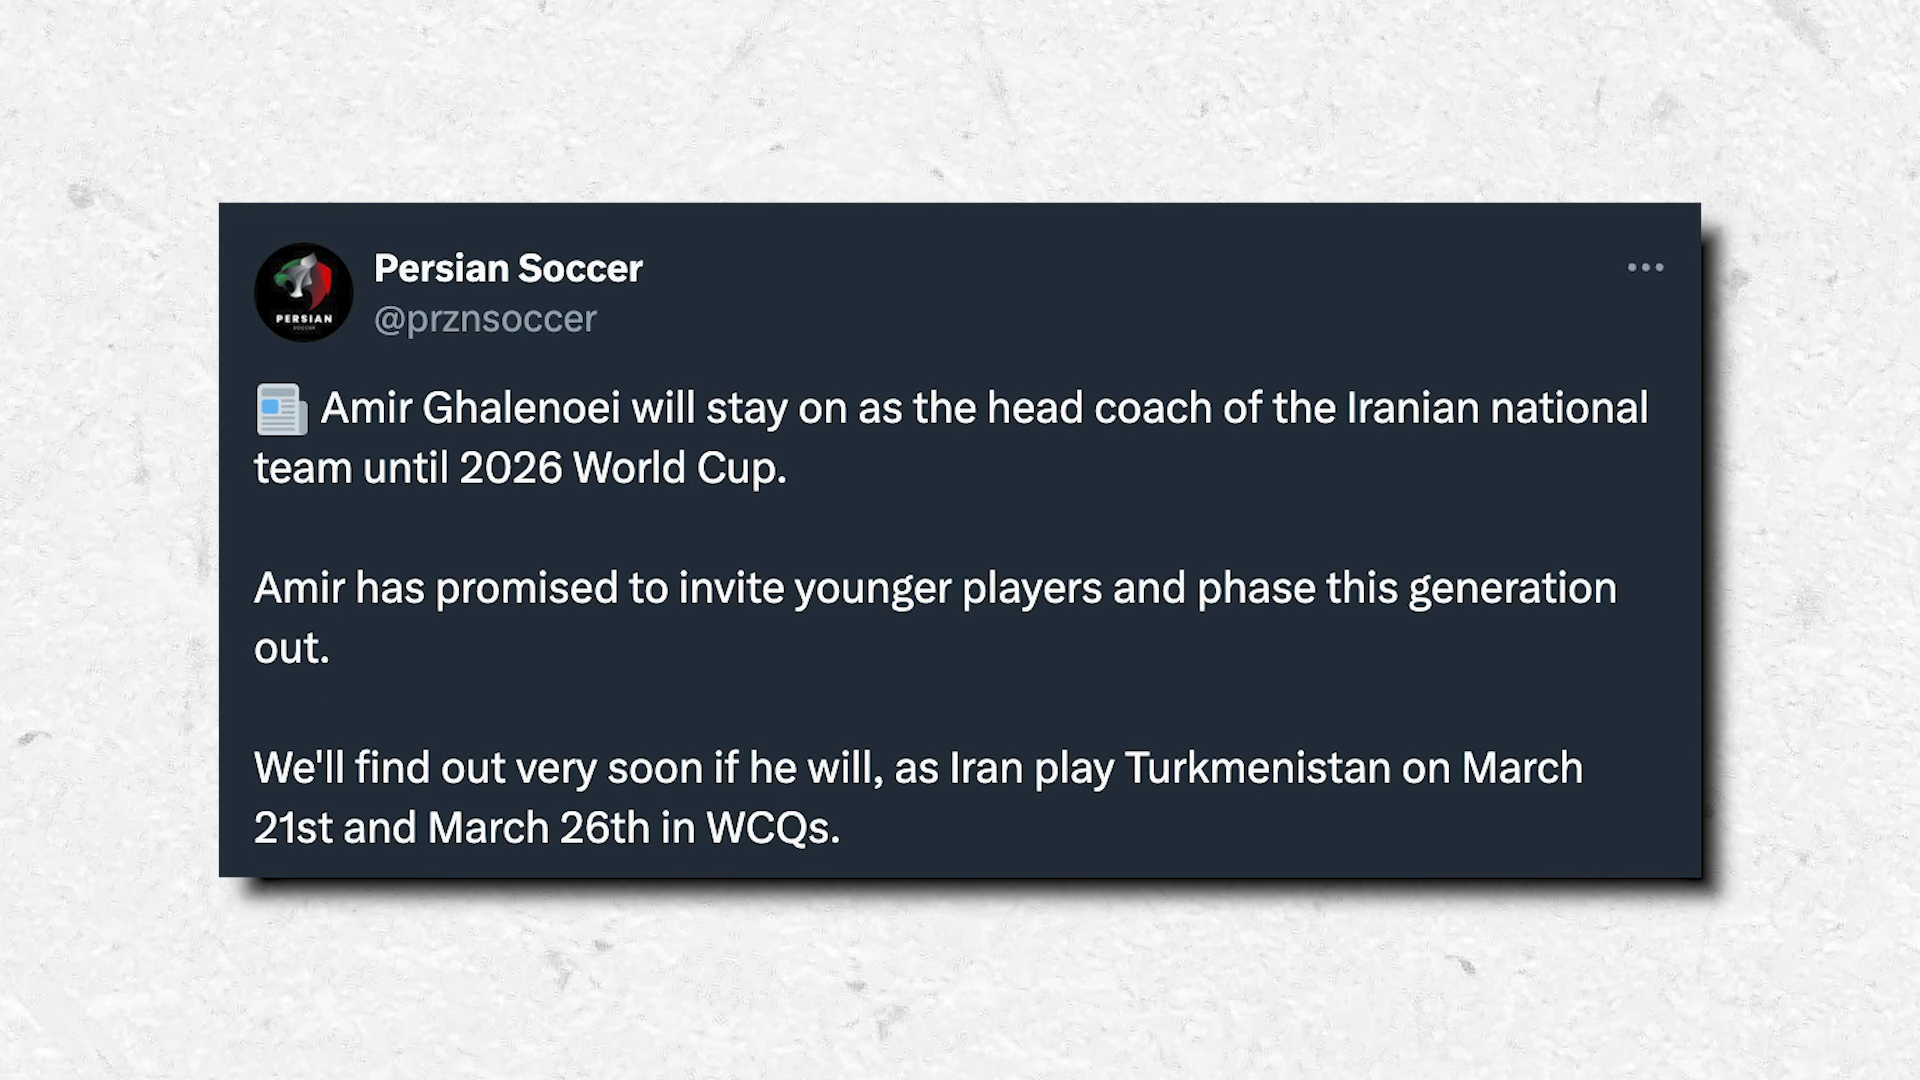 Persian Soccer
@prznsoccer
PERSIAN
SOCCER
📰 Amir Ghalenoei will stay on as the head coach of the Iranian national
team until 2026 World Cup.
Amir has promised to invite younger players and phase this generation
out.
We'll find out very soon if he will, as Iran play Turkmenistan on March
21st and March 26th in WCQs.